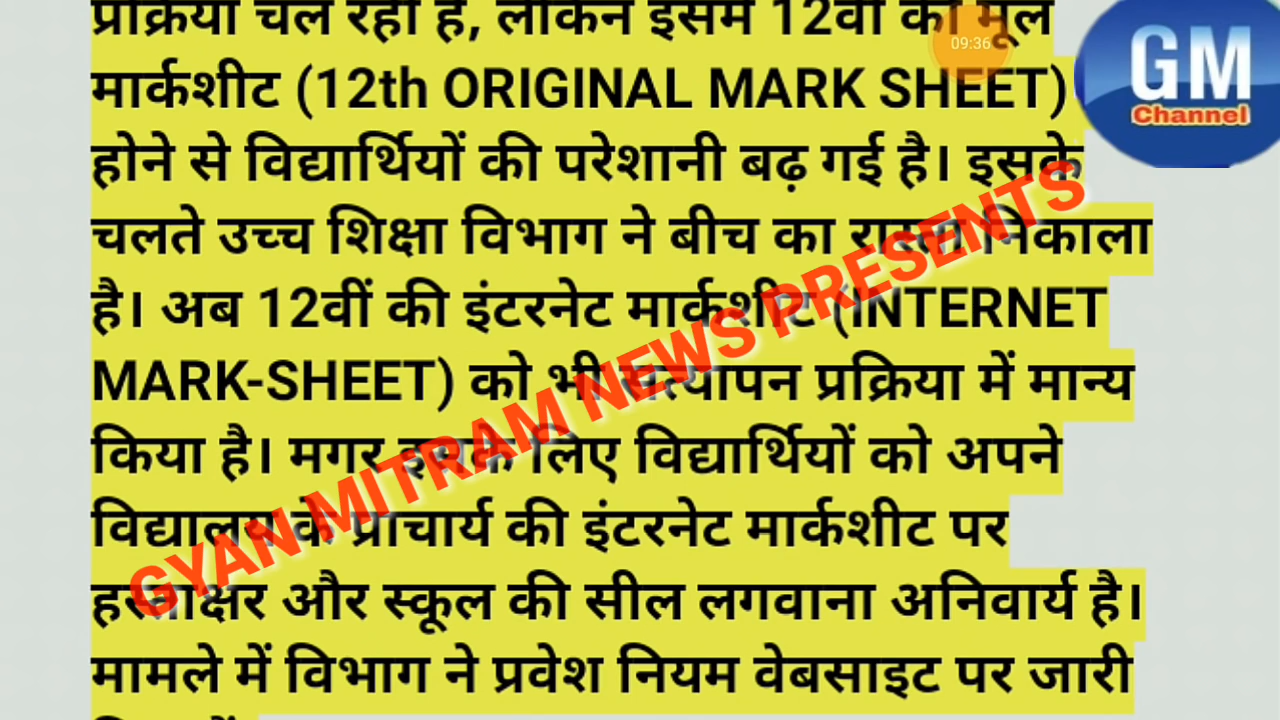 प्रक्रिया चल रही है, लेकिन इसमें 12वीं की मूल
09:36
GM
Channel
मार्कशीट (12th ORIGINAL MARK SHEET)
होने से विद्यार्थियों की परेशानी बढ़ गई है। इसके
चलते उच्च शिक्षा विभाग ने बीच का रास्ता निकाला
है। अब 12वीं की इंटरनेट मार्कशीट (INTERNET
MARK-SHEET) को भी सत्यापन प्रक्रिया में मान्य
किया है। मगर इसके लिए विद्यार्थियों को अपने
विद्यालय के प्राचार्य की इंटरनेट मार्कशीट पर
हस्ताक्षर और स्कूल की सील लगवाना अनिवार्य है।
मामले में विभाग ने प्रवेश नियम वेबसाइट पर जारी
GYAN MITRAM NEWS PRESENTS